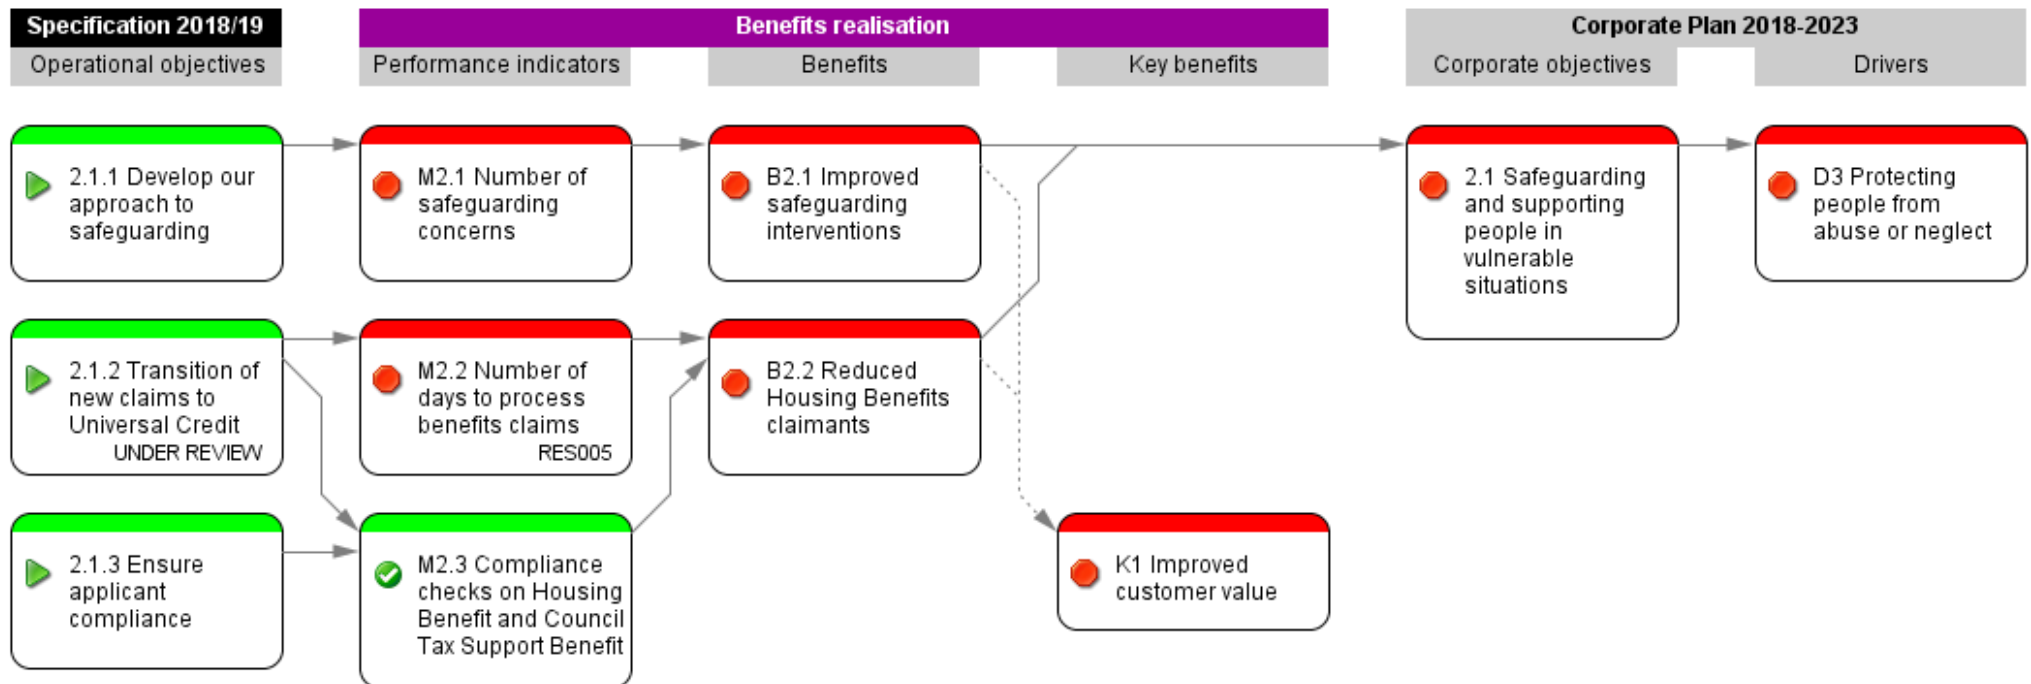 Specification 2018/19
Benefits realisation
Corporate Plan 2018-2023
Operational objectives
Performance indicators
Benefits
Key benefits
Corporate objectives
Drivers
2.1.1 Develop our
approach to
safeguarding
M2.1 Number of
safeguarding
concerns
B2.1 Improved
safeguarding
interventions
2.1 Safeguarding
and supporting
people in
vulnerable
situations
D3 Protecting
people from
abuse or neglect
2.1.2 Transition of
new claims to
Universal Credit
UNDER REVIEW
M2.2 Number of
days to process
benefits claims
RES005
B2.2 Reduced
Housing Benefits
claimants
2.1.3 Ensure
applicant
compliance
M2.3 Compliance
checks on Housing
Benefit and Council
Tax Support Benefit
K1 Improved
customer value